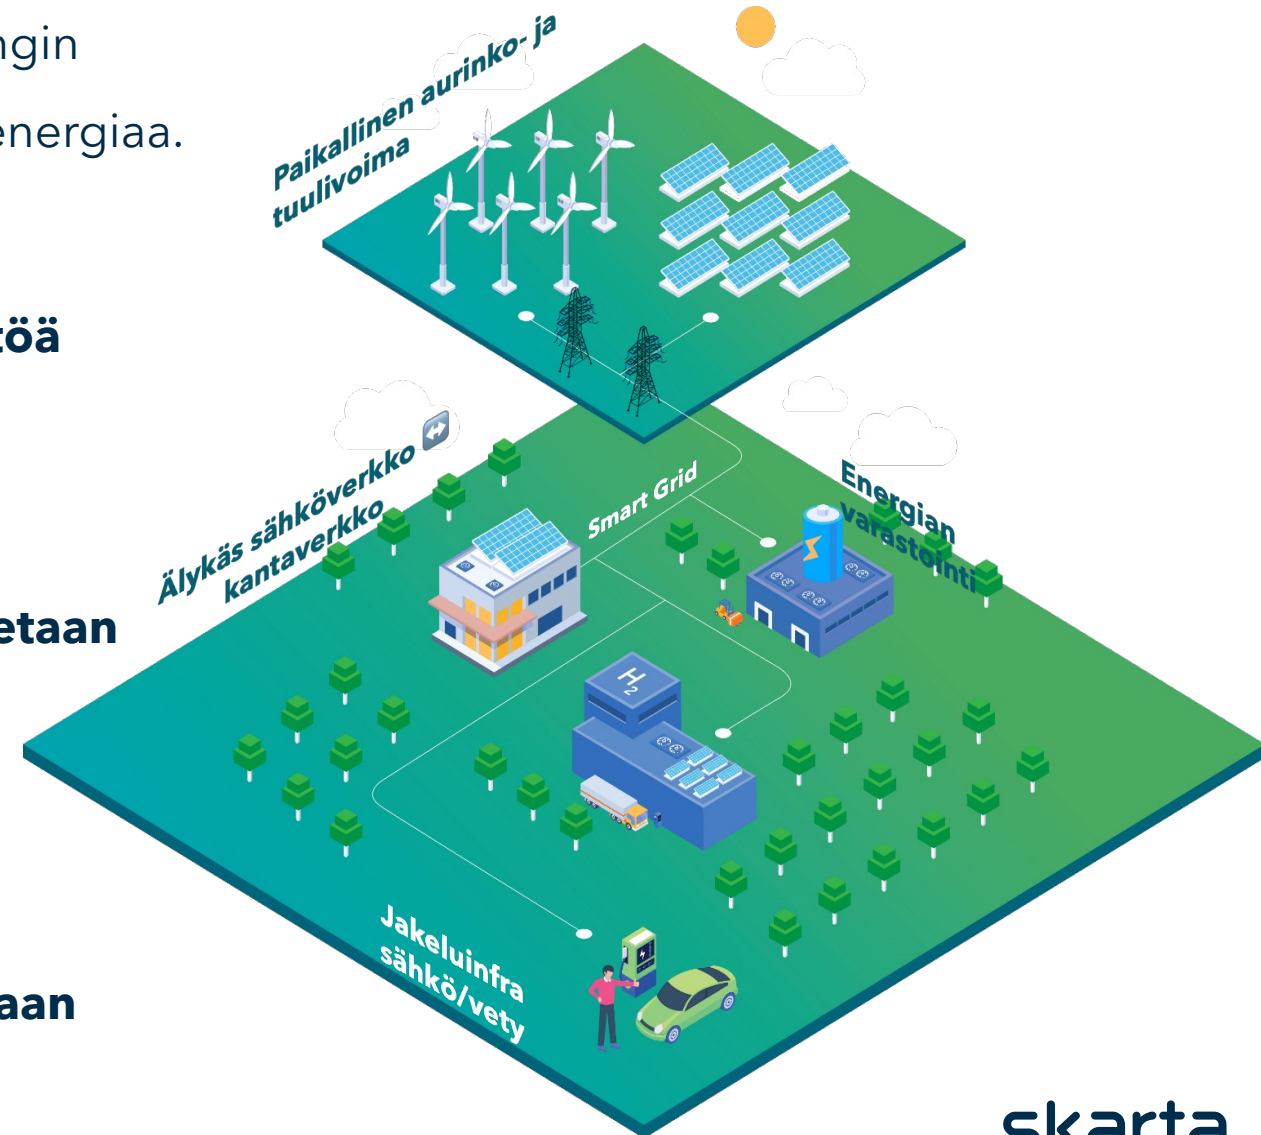 ngin
energiaa.
töä
etaan
aan
Paikallinen aurinko- ja
tuulivoima
Älykäs sähköverkko ↔
kantaverkko
Smart Grid
Energian
varastointi
H₂
Jakeluinfra
sähkö/vety
skarta